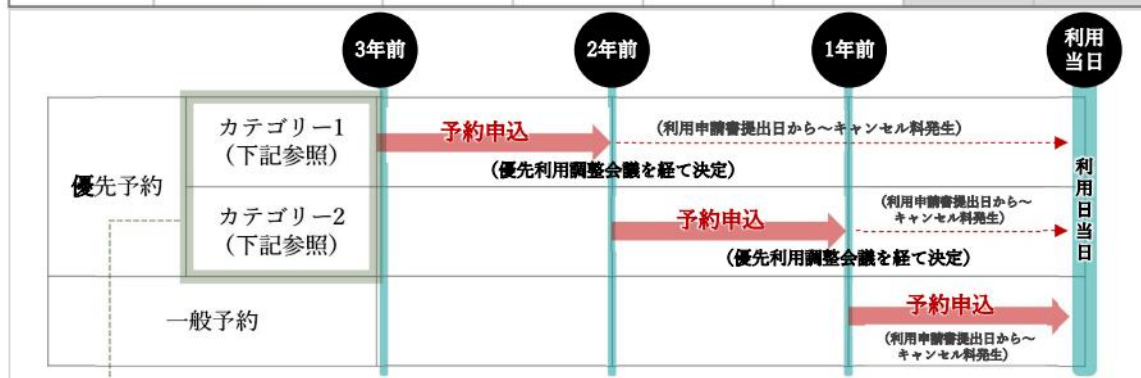 3年前
2年前
1年前
利用
当日
優先予約
カテゴリー1
(下記参照)
予約申込
(利用申請書提出日から～キャンセル料発生)
(優先利用調整会議を経て決定)
カテゴリー2
(下記参照)
予約申込
(利用申請書提出日から～
キャンセル料発生)
(優先利用調整会議を経て決定)
利用日当日
一般予約
予約申込
(利用申請書提出日から～
キャンセル料発生)